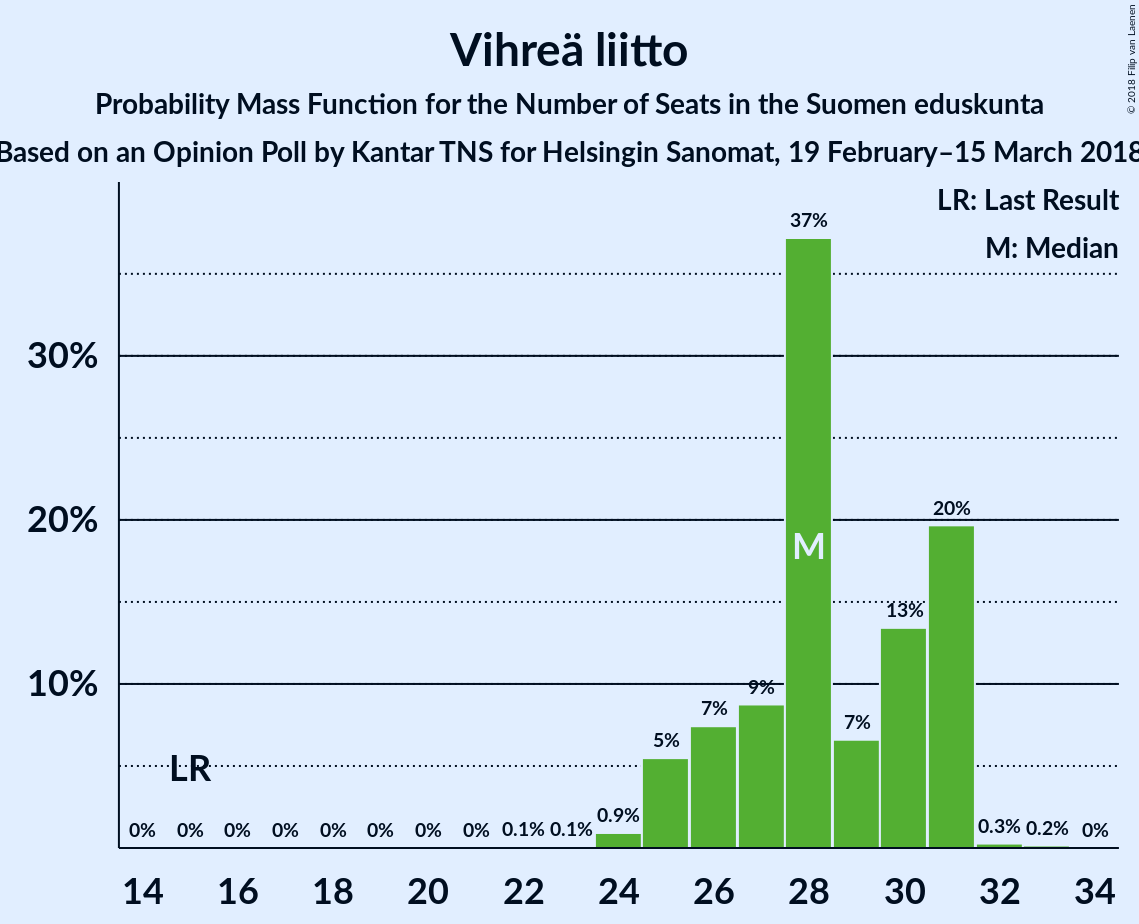 Vihreä liitto
Probability Mass Function for the Number of Seats in the Suomen eduskunta
Based on an Opinion Poll by Kantar TNS for Helsingin Sanomat, 19 February–15 March 2018
© 2018 Filip van Laenen
LR: Last Result
M: Median
37%
30%
20%
20%
M
13%
10%
9%
7%
7%
5%
LR
0% 0% 0% 0% 0% 0% 0% 0% 0.1% 0.1% 0.9% 0.3% 0.2% 0%
14 16 18 20 22 24 26 28 30 32 34